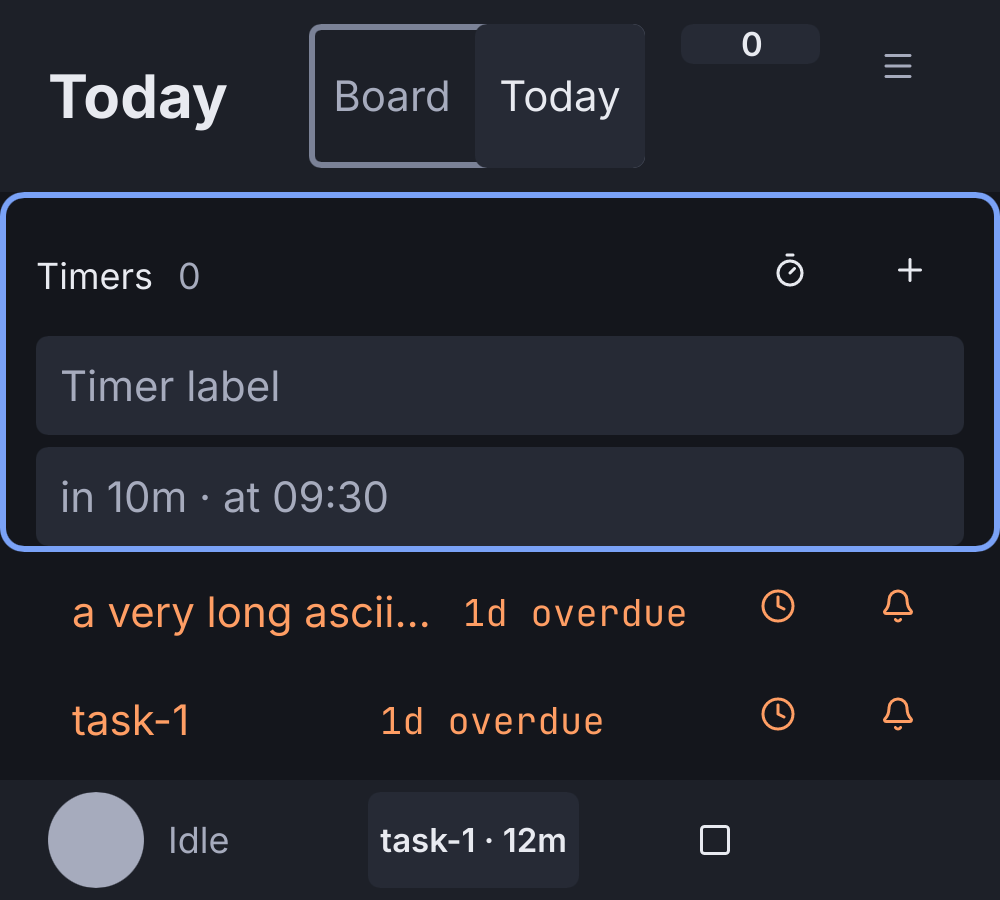 Today
Board Today
0
Timers 0
Timer label
in 10m · at 09:30
a very long ascii… 1d overdue
task-1 1d overdue
Idle task-1 · 12m